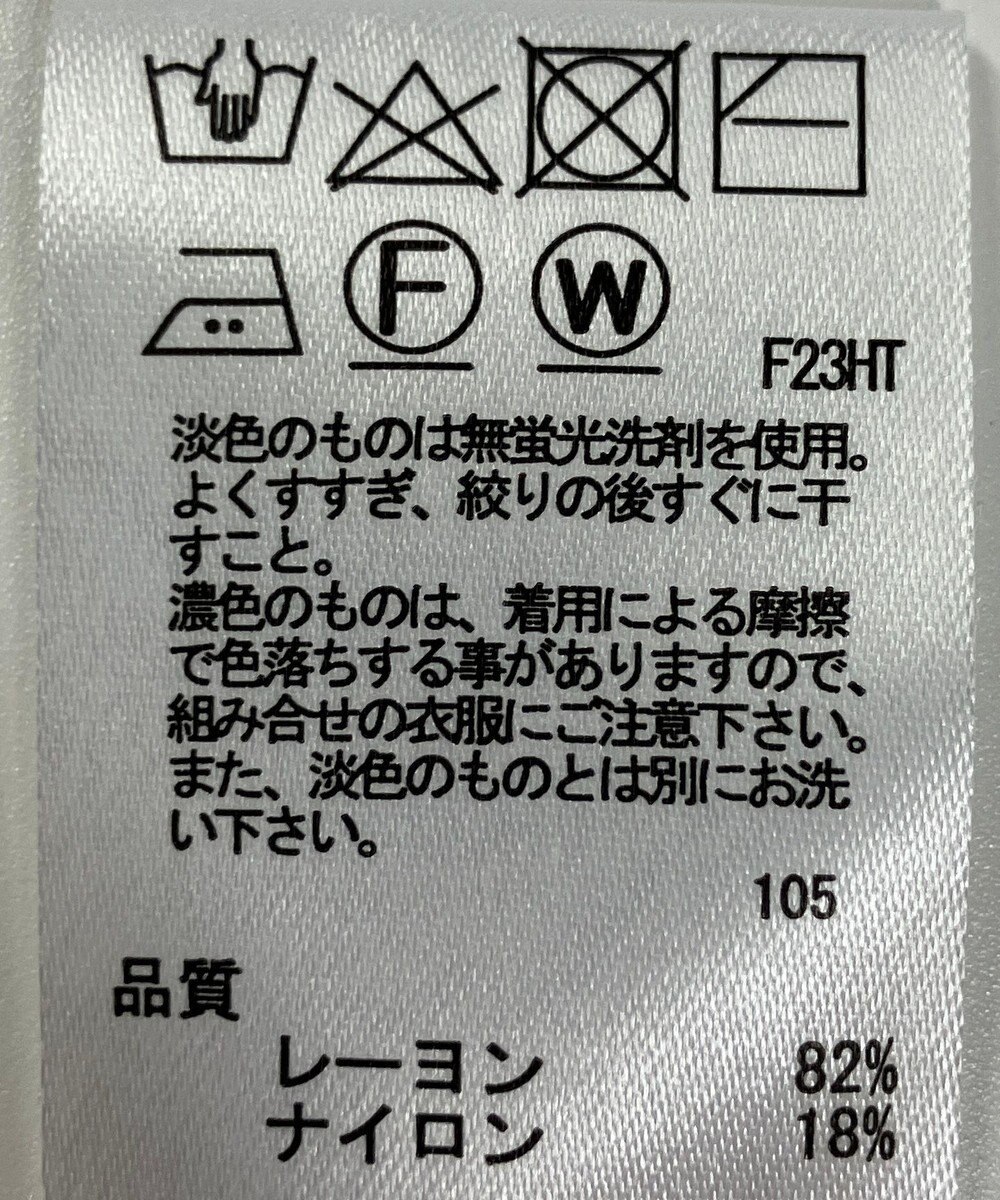 F W
F23HT
淡色のものは無蛍光洗剤を使用。
よくすすぎ、絞りの後すぐに干
すこと。
濃色のものは、着用による摩擦
で色落ちする事がありますので、
組み合せの衣服にご注意下さい。
また、淡色のものとは別にお洗
い下さい。
105
品質
レーヨン 82%
ナイロン 18%